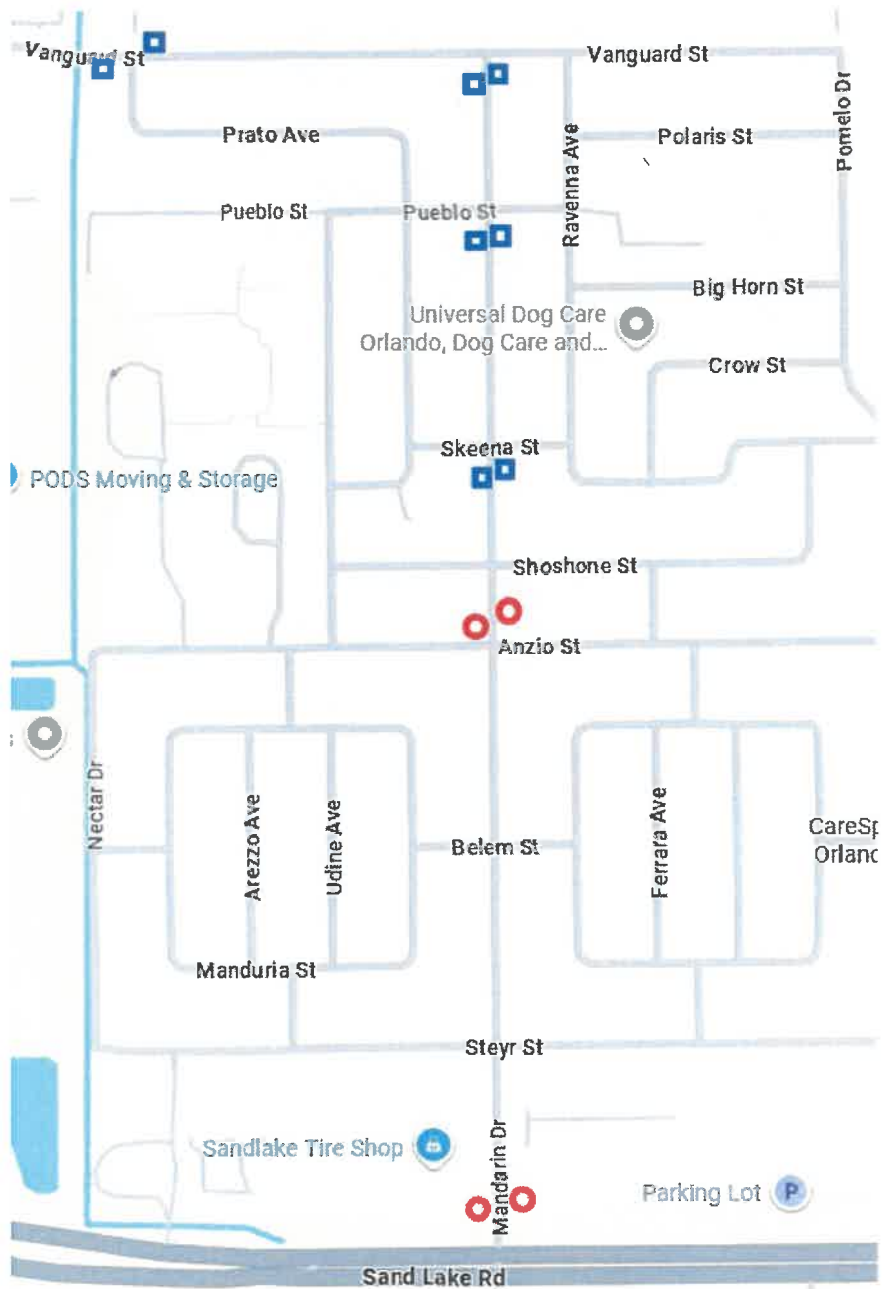 Vanguard St
Vanguard St
Prato Ave
Polaris St
Pomelo Dr
Ravenna Ave
Pueblo St
Pueblo St
Big Horn St
Universal Dog Care
Orlando, Dog Care and...
Crow St
Skeena St
PODS Moving & Storage
Shoshone St
Anzio St
Nectar Dr
Arezzo Ave
Udine Ave
Belem St
Ferrara Ave
CareSp
Orland
Manduria St
Steyr St
Sandlake Tire Shop
Mandarin Dr
Parking Lot
P
Sand Lake Rd